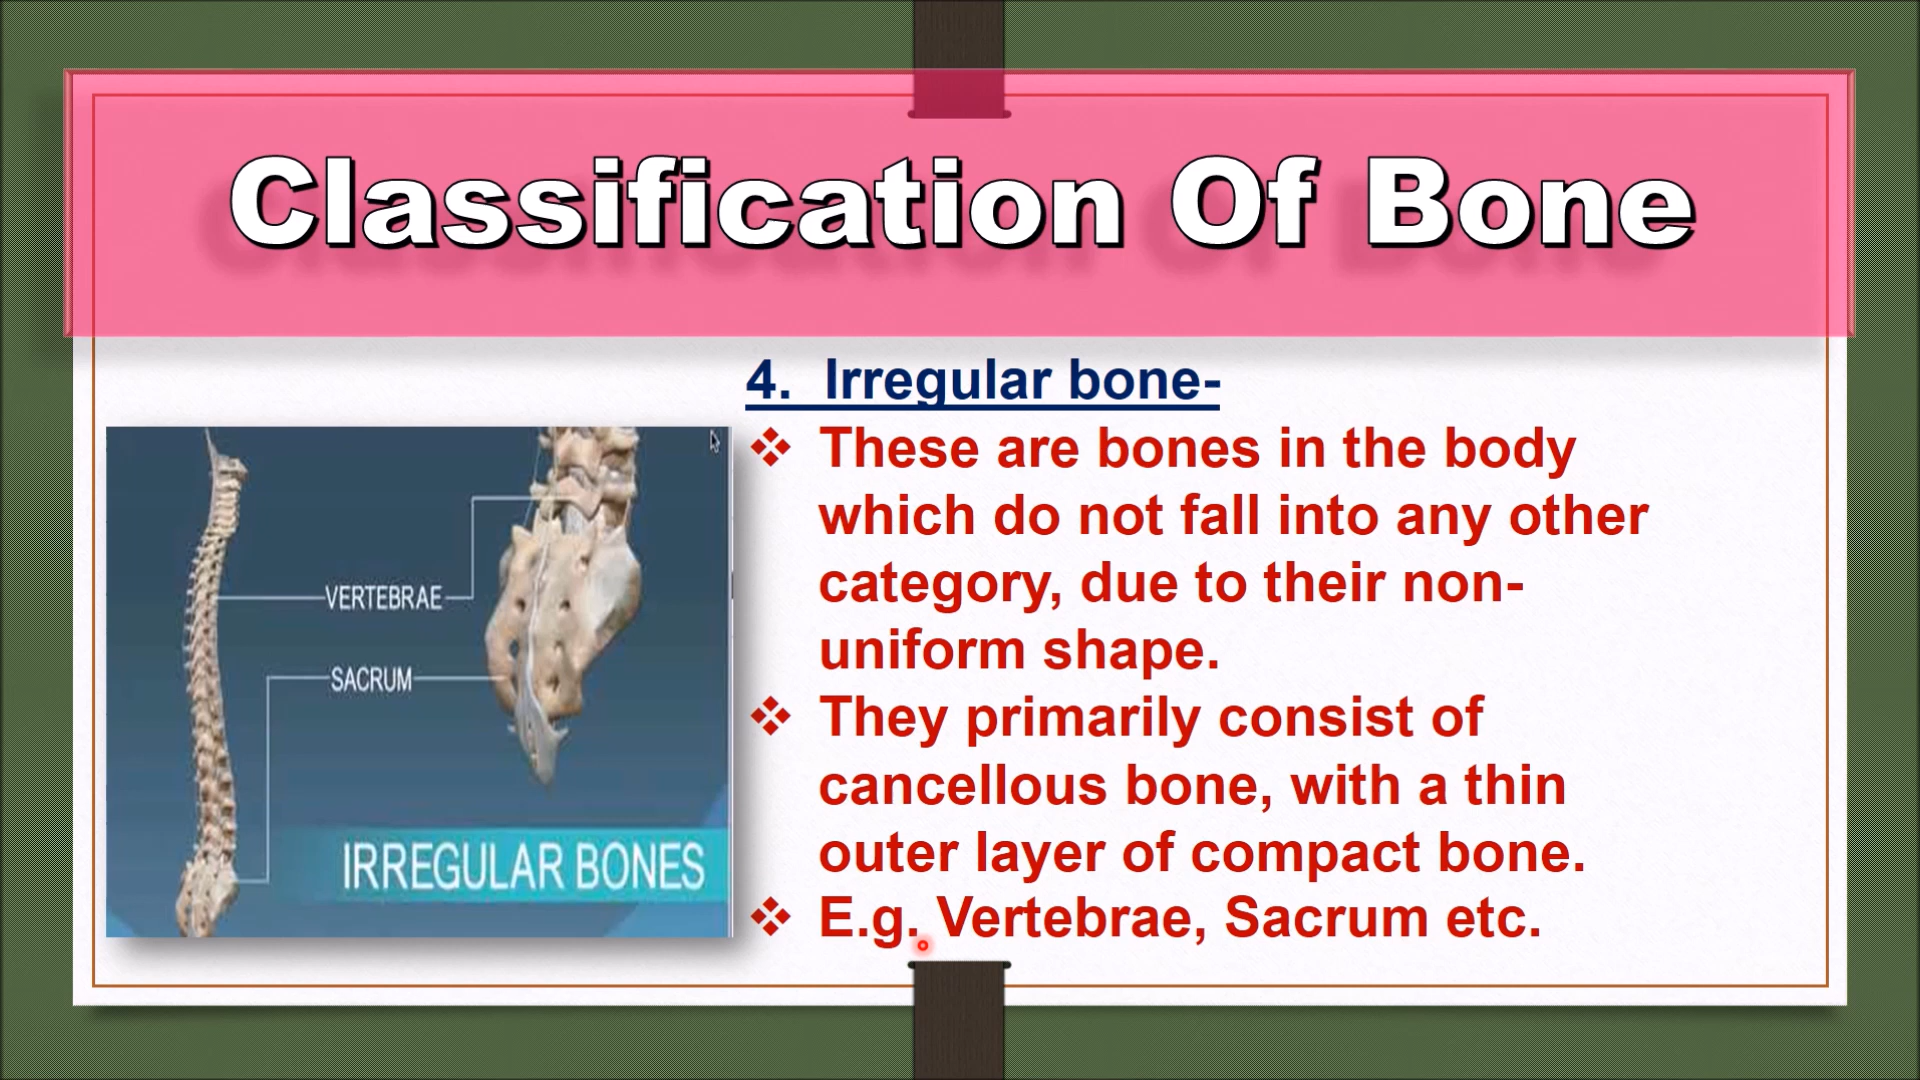 Classification Of Bone
4. Irregular bone-
❖ These are bones in the body
which do not fall into any other
category, due to their non-
uniform shape.
❖ They primarily consist of
cancellous bone, with a thin
outer layer of compact bone.
❖ E.g. Vertebrae, Sacrum etc.
VERTEBRAE
SACRUM
IRREGULAR BONES